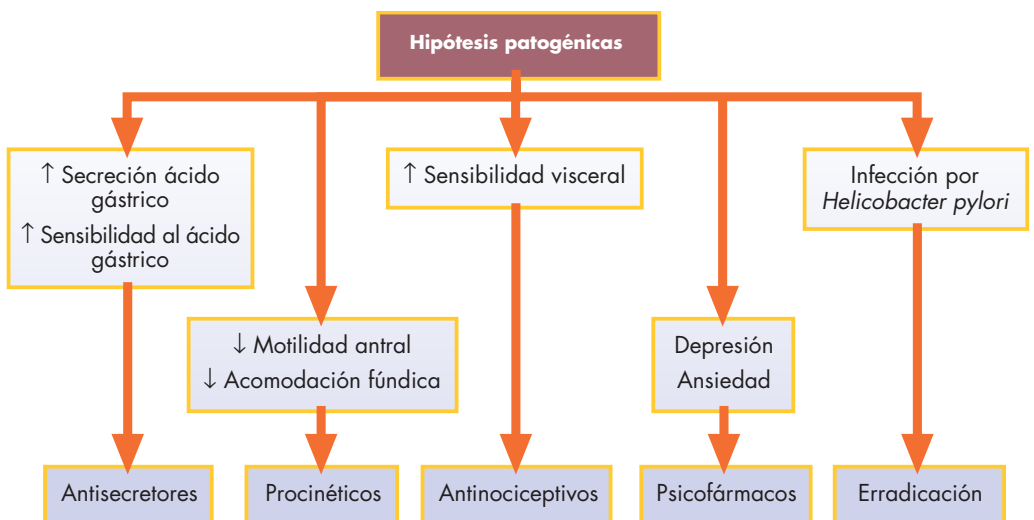 Hipótesis patogénicas
↑ Secreción ácido
gástrico
↑ Sensibilidad al ácido
gástrico
↑ Sensibilidad visceral
Infección por
Helicobacter pylori
↓ Motilidad antral
↓ Acomodación fúndica
Depresión
Ansiedad
Antisecretores
Procinéticos
Antinociceptivos
Psicofármacos
Erradicación